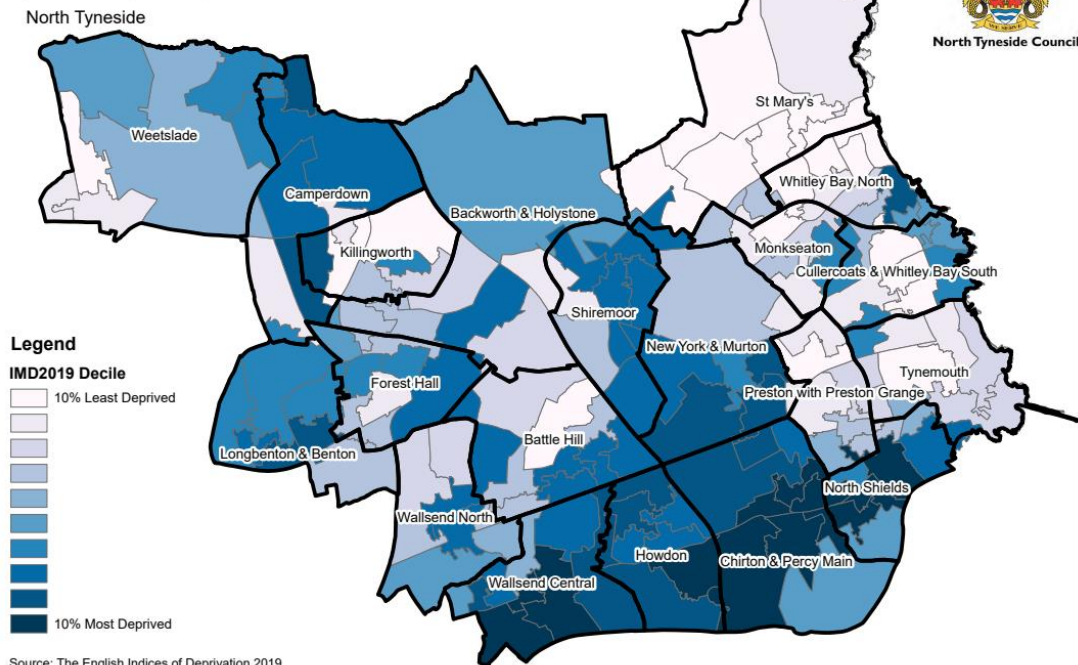 North Tyneside
North Tyneside Council
St Mary's
Weetslade
Whitley Bay North
Camperdown
Backworth & Holystone
Killingworth
Monkseaton
Cullercoats & Whitley Bay South
Shiremoor
New York & Murton
Tynemouth
Forest Hall
Preston with Preston Grange
Battle Hill
Longbenton & Benton
North Shields
Wallsend North
Howdon
Chirton & Percy Main
Wallsend Central
Legend
IMD2019 Decile
10% Least Deprived
10% Most Deprived
Source: The English Indices of Deprivation 2019